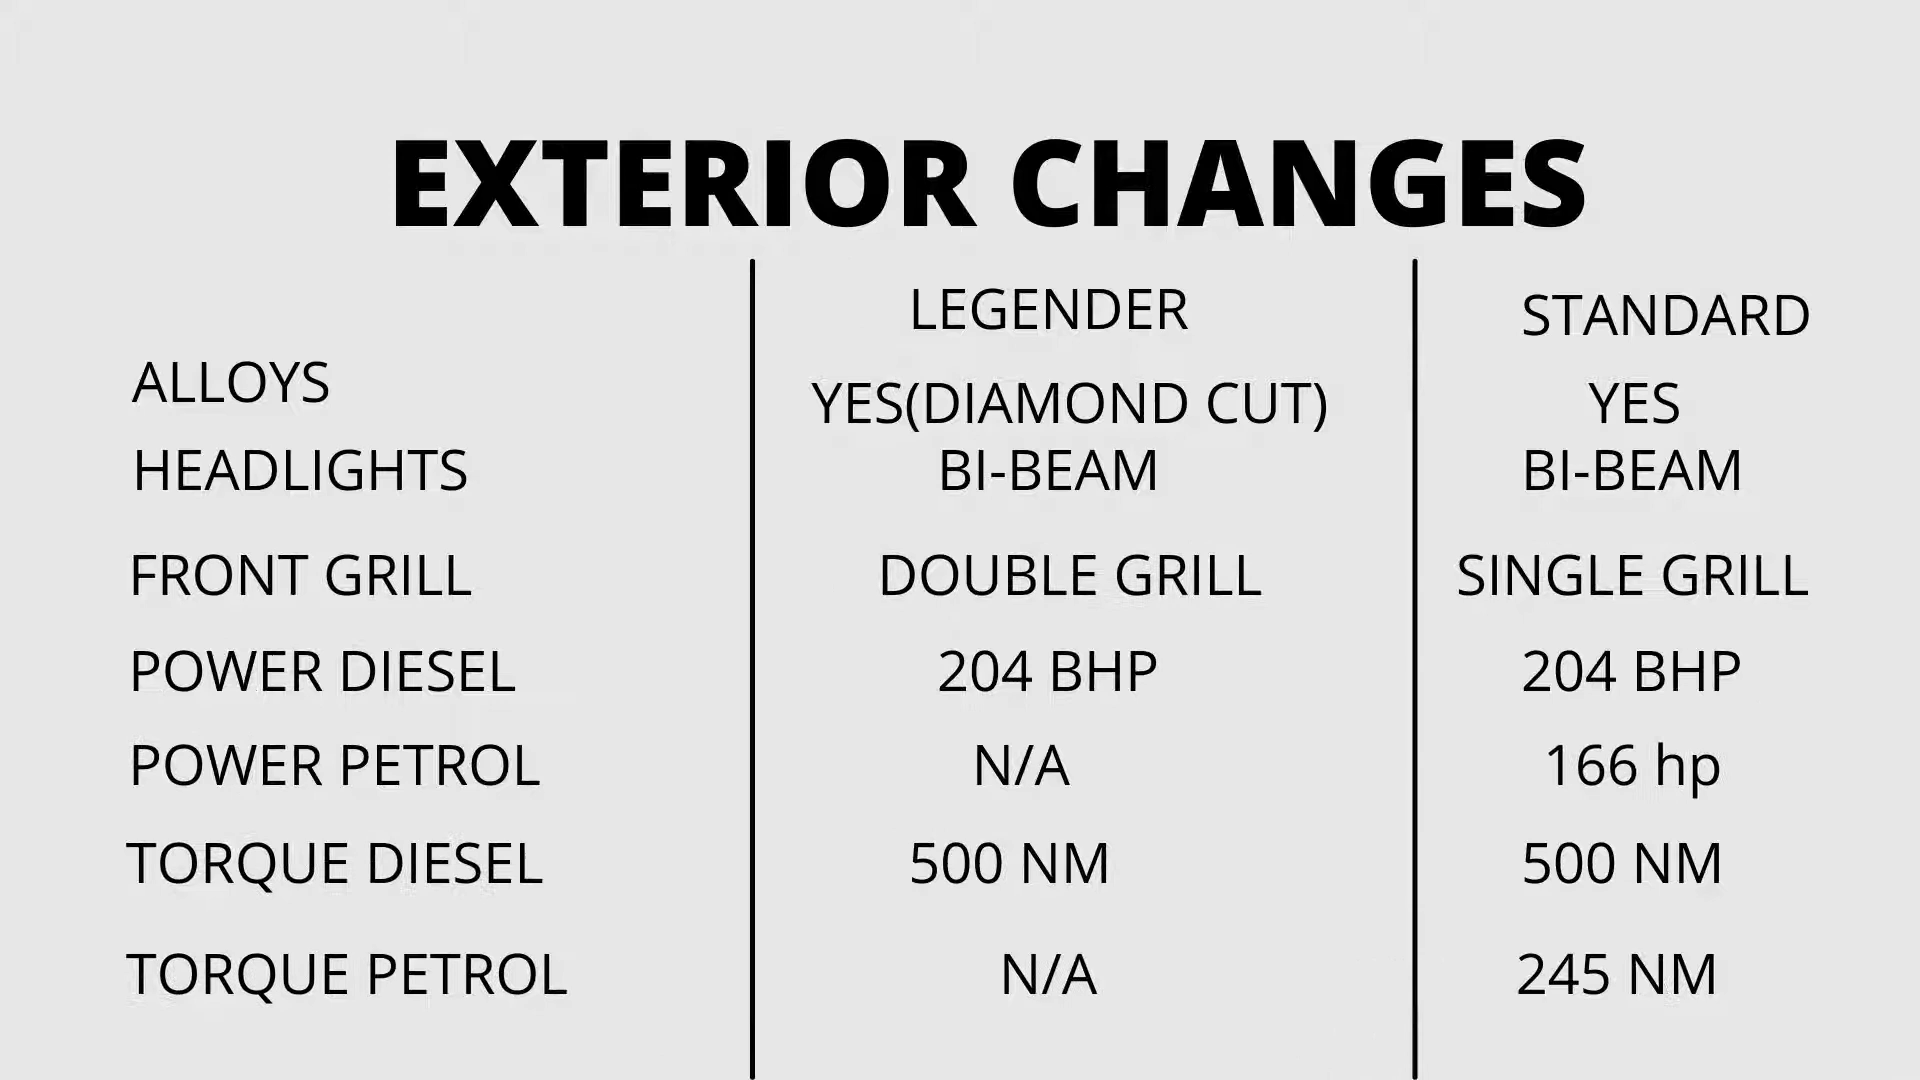 EXTERIOR CHANGES
LEGENDER STANDARD
ALLOYS YES(DIAMOND CUT) YES
HEADLIGHTS BI-BEAM BI-BEAM
FRONT GRILL DOUBLE GRILL SINGLE GRILL
POWER DIESEL 204 BHP 204 BHP
POWER PETROL N/A 166 hp
TORQUE DIESEL 500 NM 500 NM
TORQUE PETROL N/A 245 NM